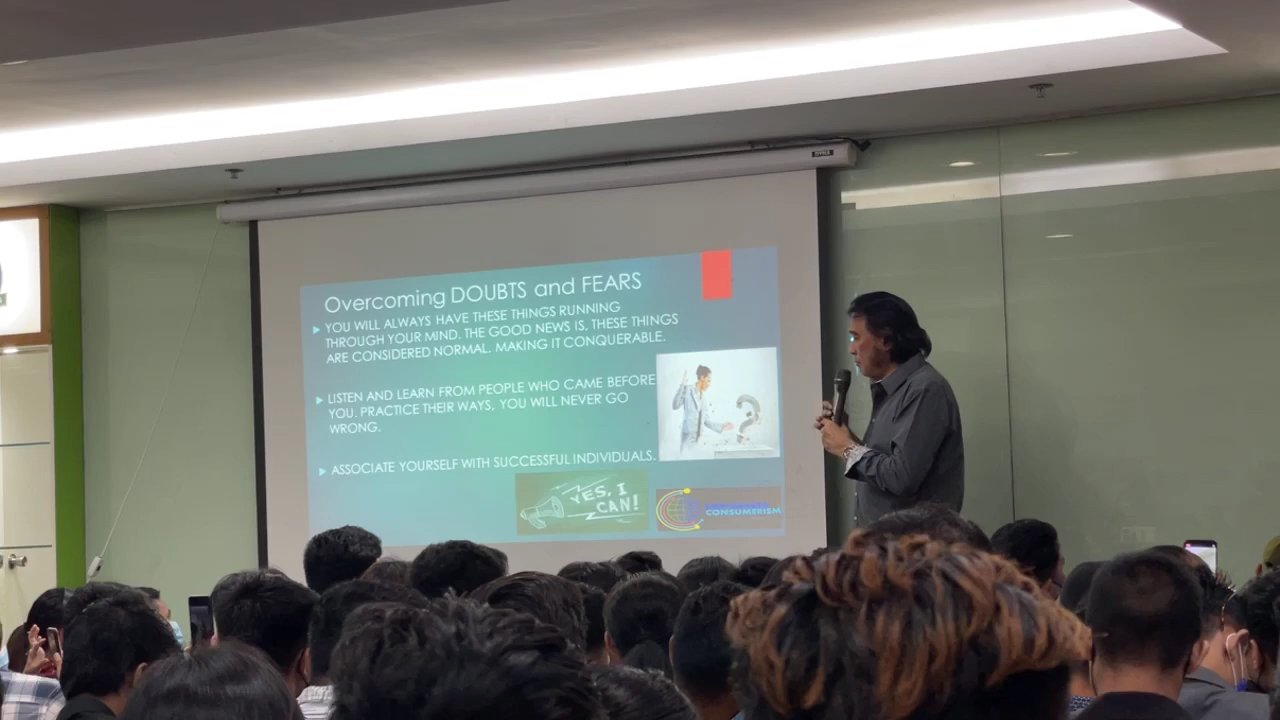 Overcoming DOUBTS and FEARS
YOU WILL ALWAYS HAVE THESE THINGS RUNNING
THROUGH YOUR MIND. THE GOOD NEWS IS, THESE THINGS
ARE CONSIDERED NORMAL. MAKING IT CONQUERABLE.
LISTEN AND LEARN FROM PEOPLE WHO CAME BEFORE
YOU. PRACTICE THEIR WAYS. YOU WILL NEVER GO
WRONG.
ASSOCIATE YOURSELF WITH SUCCESSFUL INDIVIDUALS.
YES, I
CAN!
CONSUMERISM